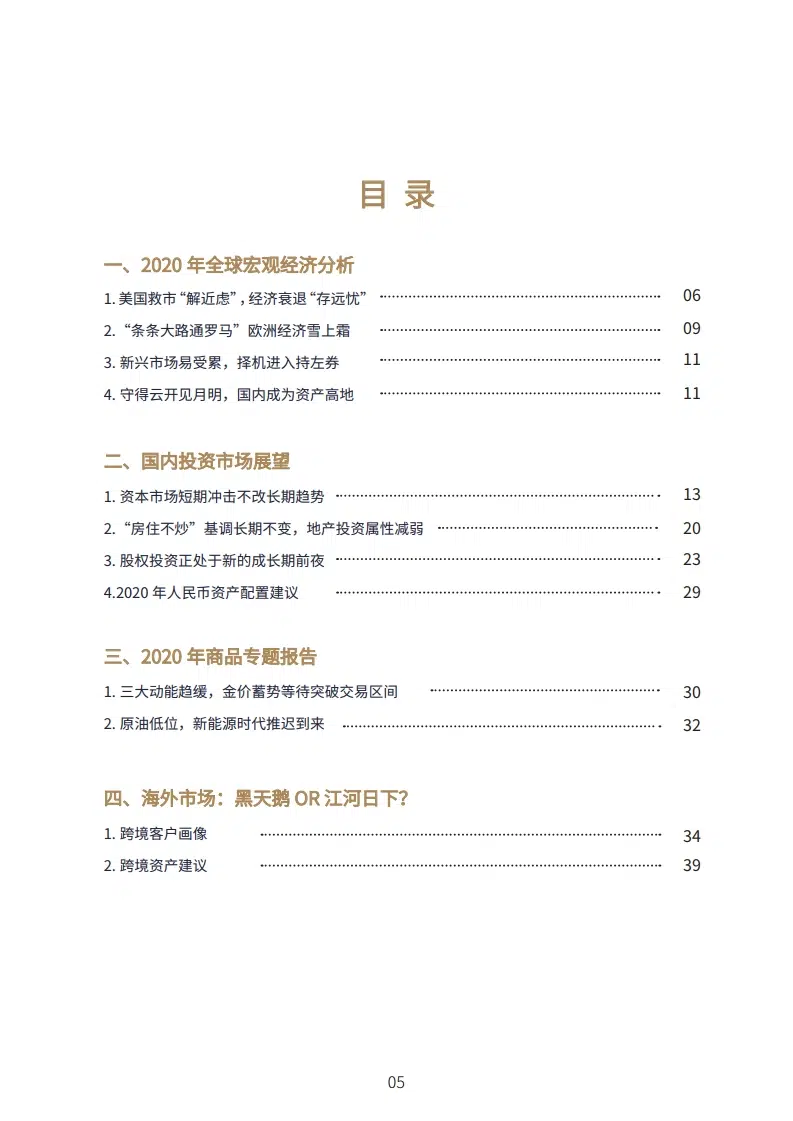 目 录
一、2020 年全球宏观经济分析
1. 美国救市 “解近虑”，经济衰退 “存远忧” 06
2. “条条大路通罗马” 欧洲经济雪上霜 09
3. 新兴市场易受累，择机进入持左券 11
4. 守得云开见月明，国内成为资产高地 11
二、国内投资市场展望
1. 资本市场短期冲击不改长期趋势 13
2. “房住不炒” 基调长期不变，地产投资属性减弱 20
3. 股权投资正处于新的成长期前夜 23
4.2020 年人民币资产配置建议 29
三、2020 年商品专题报告
1. 三大动能趋缓，金价蓄势等待突破交易区间 30
2. 原油低位，新能源时代推迟到来 32
四、海外市场：黑天鹅 OR 江河日下？
1. 跨境客户画像 34
2. 跨境资产建议 39
05